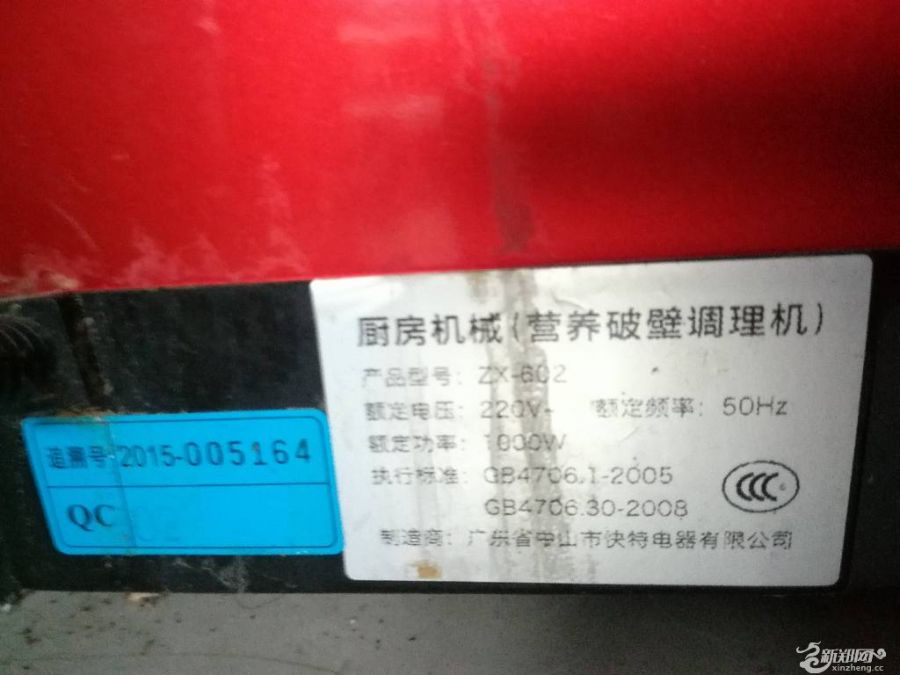 厨房机械(营养破壁调理机)
产品型号: ZX-602
额定电压: 220V~ 额定频率: 50Hz
额定功率:
执行标准: GB4706.1-2005
GB4706.30-2008
制造商: 广东省中山市快特电器有限公司
追溯号:2015-005164
QC
新郑网
xinzheng.cc